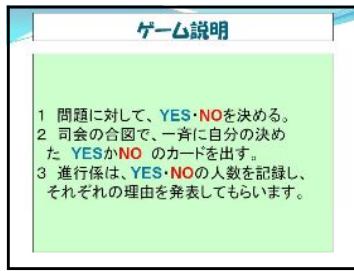 ゲーム説明
1 問題に対して、YES・NOを決める。
2 司会の合図で、一斉に自分の決め
た YESかNO のカードを出す。
3 進行係は、YES・NOの人数を記録し、
それぞれの理由を発表してもらいます。